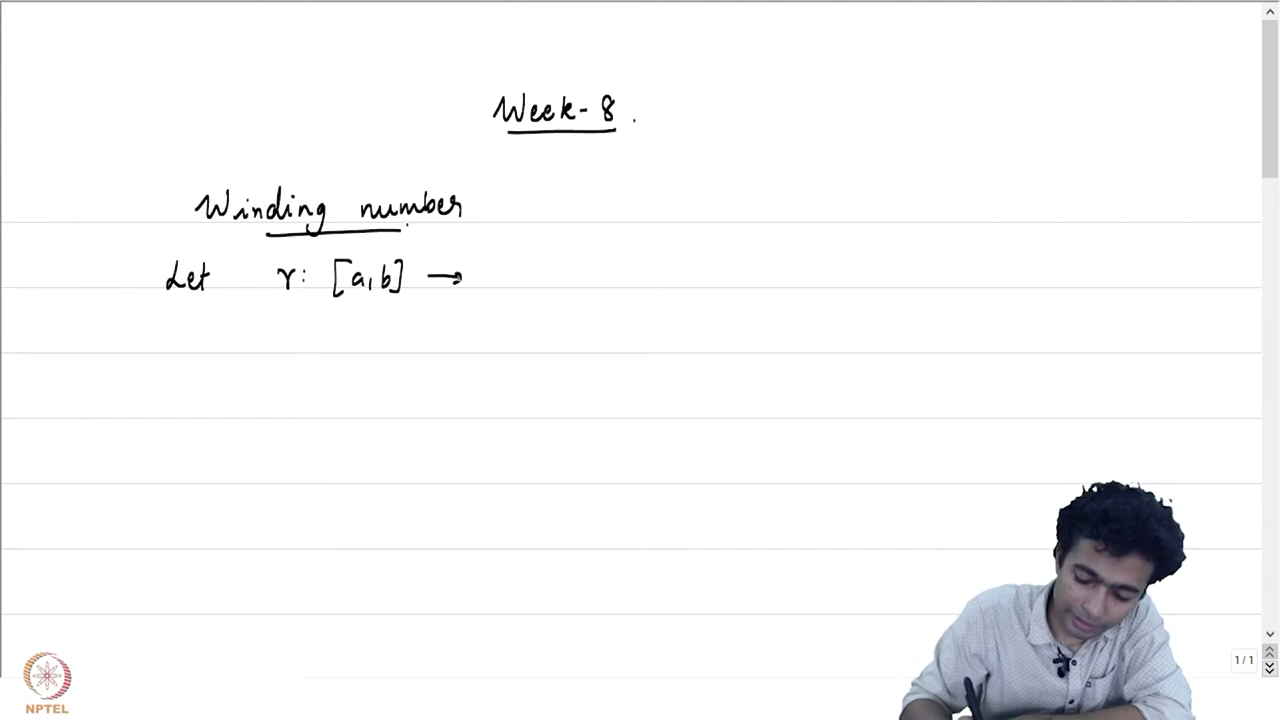 Week-8.
Winding number
Let γ: [a,b] →
1 / 1
NPTEL